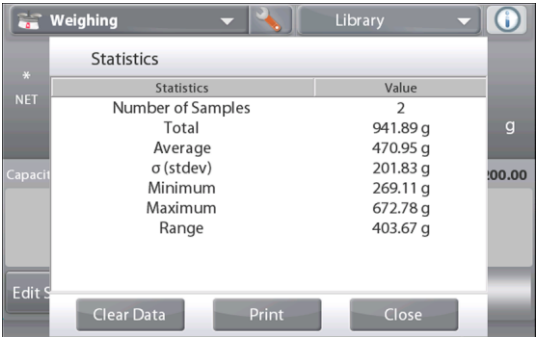 Weighing
Library
Statistics
*
NET
Statistics Value
Number of Samples 2
Total 941.89 g
Average 470.95 g
σ (stdev) 201.83 g
Minimum 269.11 g
Maximum 672.78 g
Range 403.67 g
g
Capacit
200.00
Edit S
Clear Data Print Close